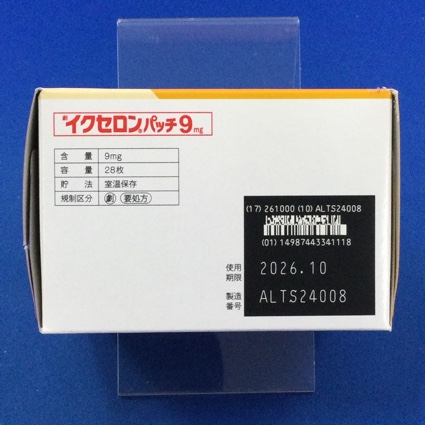 劇 イクセロン®パッチ9mg
含 量 9mg
容 量 28枚
貯 法 室温保存
規制区分 劇 要処方
(17) 261000 (10) ALTS24008
(01) 14987443341118
使用期限 2026.10
製造番号 ALTS24008